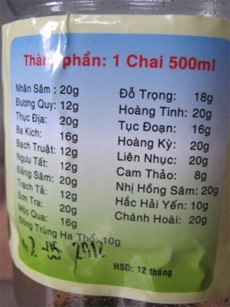 Thành phần: 1 Chai 500ml
Nhân Sâm: 20g
Đương Quy: 12g
Thục Địa: 20g
Ba Kích: 16g
Bạch Truật: 12g
Ngưu Tất: 12g
Đảng Sâm: 20g
Trạch Tả: 12g
Sơn Tra: 20g
Mộc Qua: 16g
Đông Trùng Hạ Thảo 10g
Đỗ Trọng: 18g
Hoàng Tinh: 20g
Tục Đoạn: 16g
Hoàng Kỳ: 20g
Liên Nhục: 20g
Cam Thảo: 8g
Nhị Hồng Sâm: 20g
Hắc Hải Yến: 10g
Chánh Hoài: 20g
HSD: 12 tháng